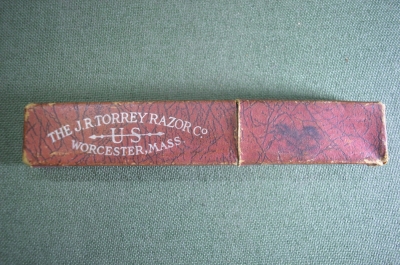 THE J.R.TORREY RAZOR Co
U S
WORCESTER, MASS